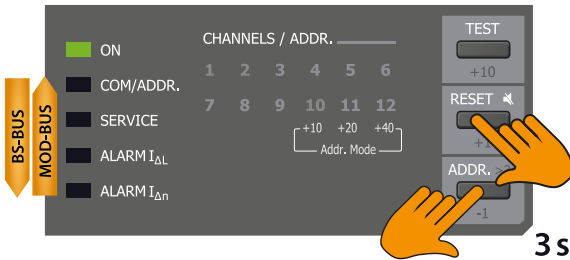 ON
COM/ADDR.
SERVICE
ALARM IΔL
ALARM IΔn
BS-BUS
MOD-BUS
CHANNELS / ADDR.
1 2 3 4 5 6
7 8 9 10 11 12
+10 +20 +40
Addr. Mode
TEST
+10
RESET
+1
ADDR.
-1
3 s